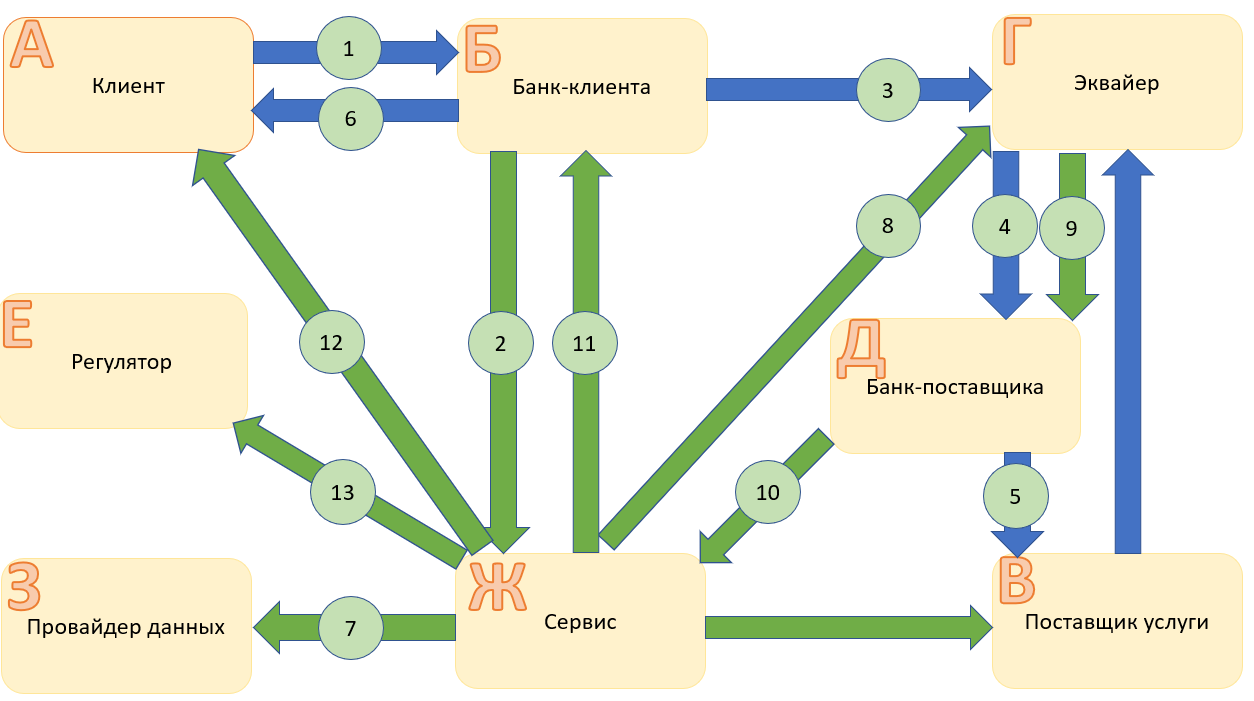 А
Клиент
1
6
Б
Банк-клиента
3
Г
Эквайер
8
4
9
Е
Регулятор
12
2
11
Д
Банк-поставщика
13
10
5
З
Провайдер данных
7
Ж
Сервис
В
Поставщик услуги